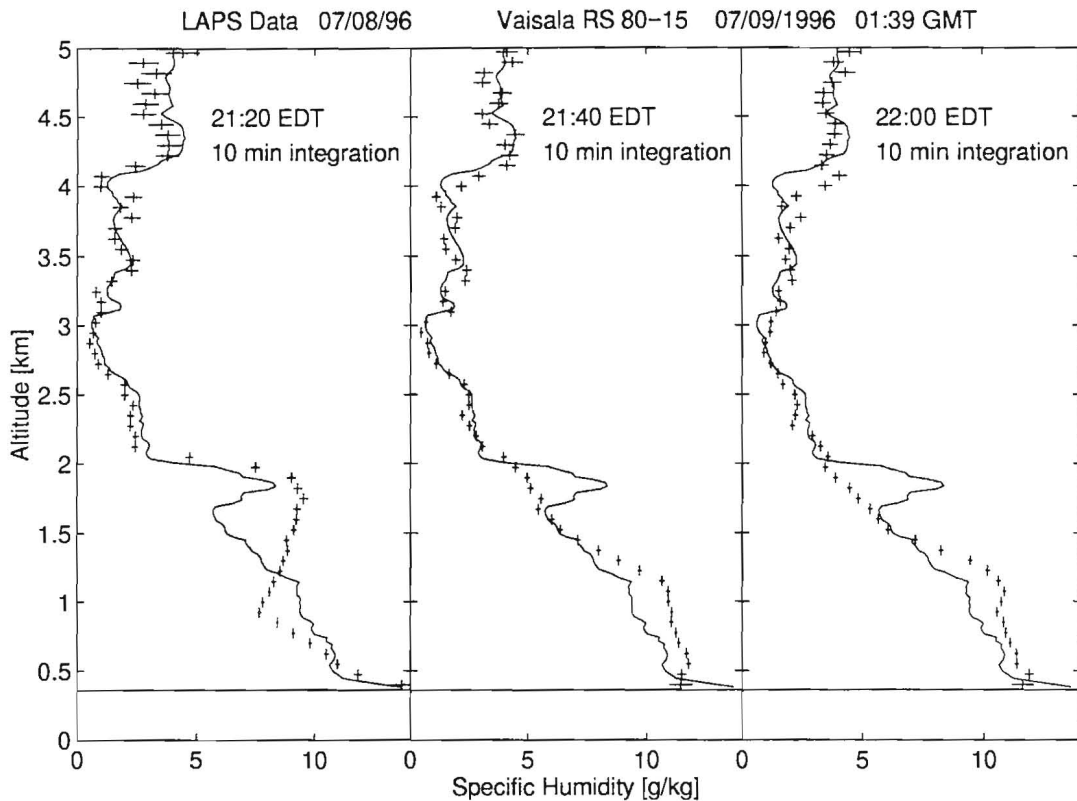 LAPS Data 07/08/96 Vaisala RS 80-15 07/09/1996 01:39 GMT
5
4.5
4
3.5
3
2.5
2
1.5
1
0.5
0
Altitude [km]
21:20 EDT
10 min integration
21:40 EDT
10 min integration
22:00 EDT
10 min integration
0 5 10 0 5 10 0 5 10
Specific Humidity [g/kg]